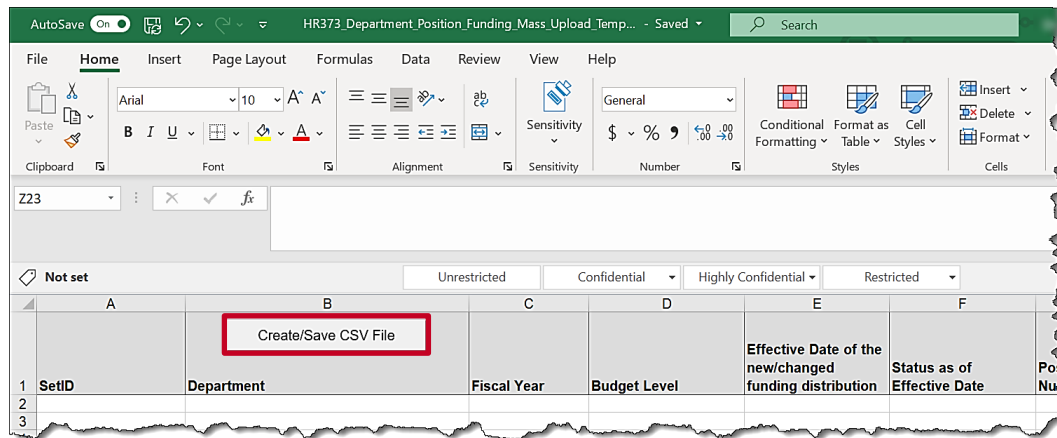 AutoSave On HR373_Department_Position_Funding_Mass_Upload_Temp... - Saved Search
File Home Insert Page Layout Formulas Data Review View Help
Paste Arial 10 A A ab General Sensitivity Conditional Formatting Format as Table Cell Styles Insert Delete Format
B I U A $ % 9 .00 .00
Clipboard Font Alignment Sensitivity Number Styles Cells
Z23 fx
Not set Unrestricted Confidential Highly Confidential Restricted
A B C D E F
Create/Save CSV File
Effective Date of the
new/changed Status as of Po
1 SetID Department Fiscal Year Budget Level funding distribution Effective Date Nu
2
3